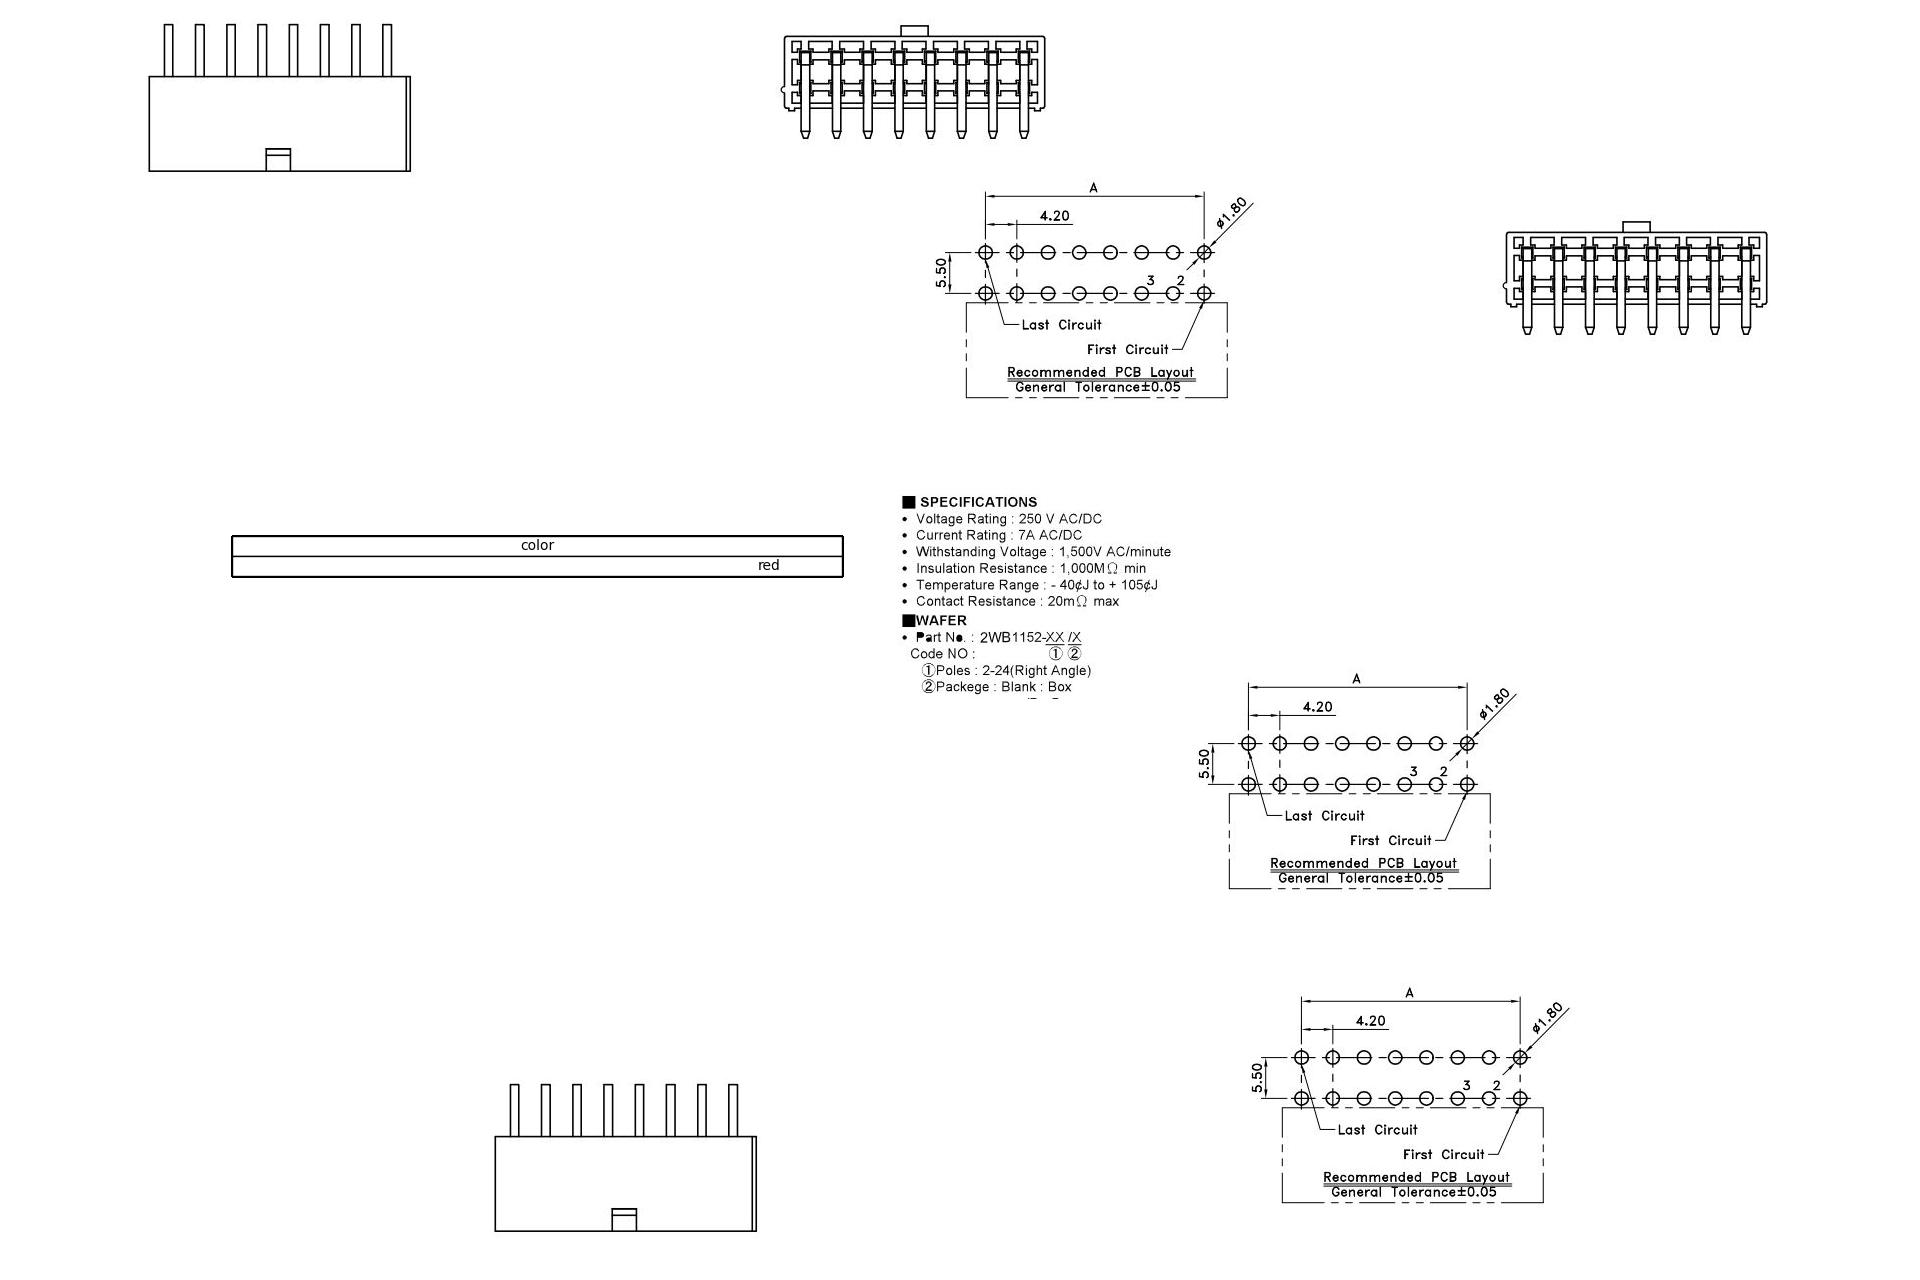 A
4.20
ø1.80
5.50
3 2
Last Circuit
First Circuit
Recommended PCB Layout
General Tolerance±0.05
color
red
■ SPECIFICATIONS
• Voltage Rating : 250 V AC/DC
• Current Rating : 7A AC/DC
• Withstanding Voltage : 1,500V AC/minute
• Insulation Resistance : 1,000MΩ min
• Temperature Range : - 40¢J to + 105¢J
• Contact Resistance : 20mΩ max
■WAFER
• Part No. : 2WB1152-XX /X
Code NO : ① ②
①Poles : 2-24(Right Angle)
②Packege : Blank : Box
A
4.20
ø1.80
5.50
3 2
Last Circuit
First Circuit
Recommended PCB Layout
General Tolerance±0.05
A
4.20
ø1.80
5.50
3 2
Last Circuit
First Circuit
Recommended PCB Layout
General Tolerance±0.05